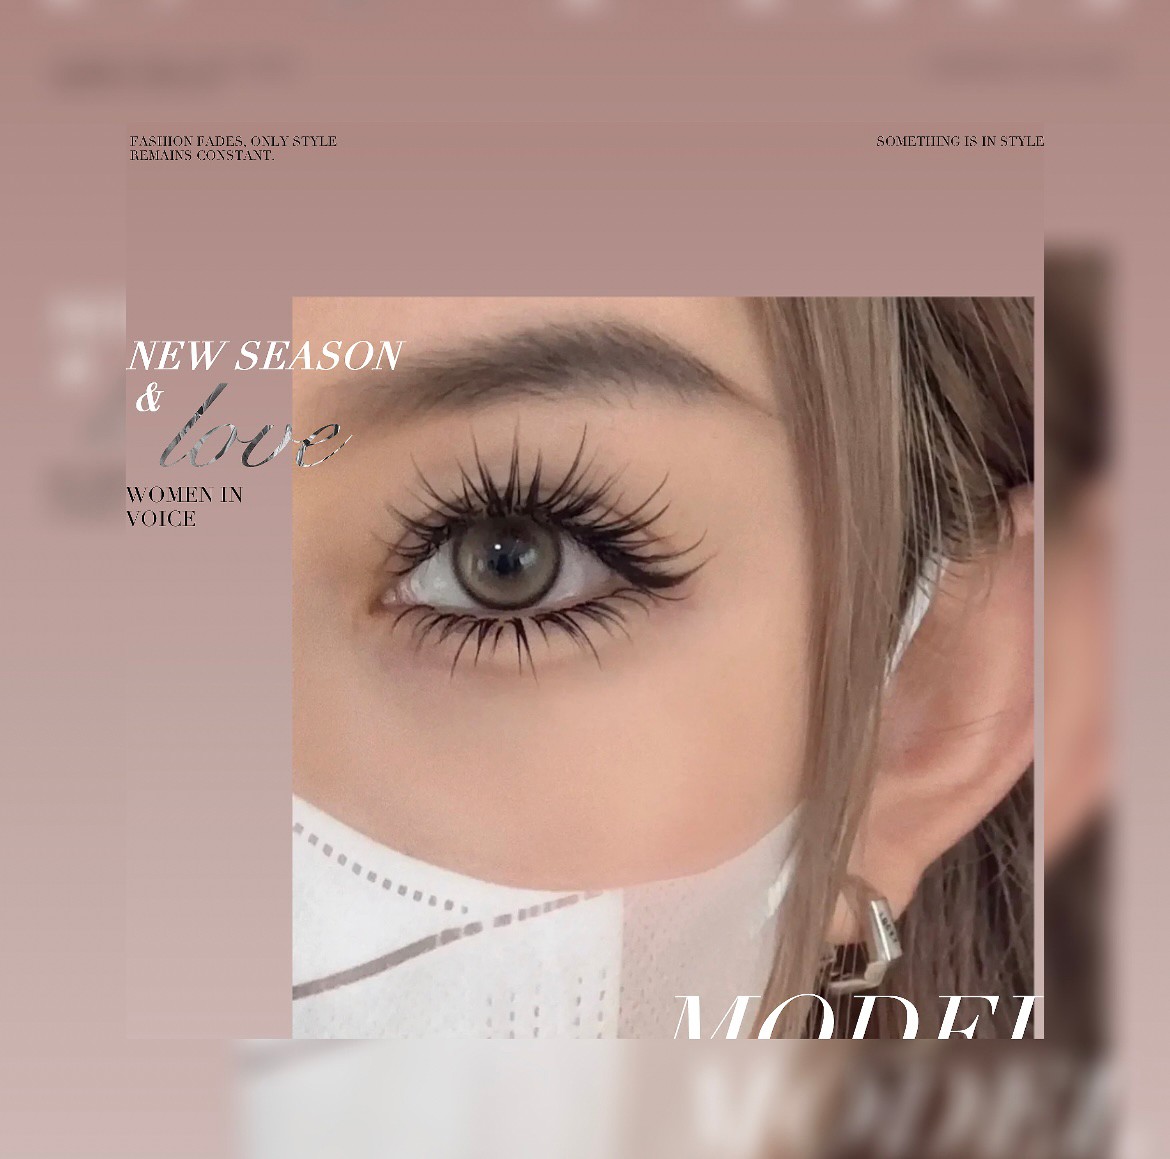 FASHION FADES, ONLY STYLE
REMAINS CONSTANT.
SOMETHING IS IN STYLE
NEW SEASON
&
love
WOMEN IN
VOICE
MODEL